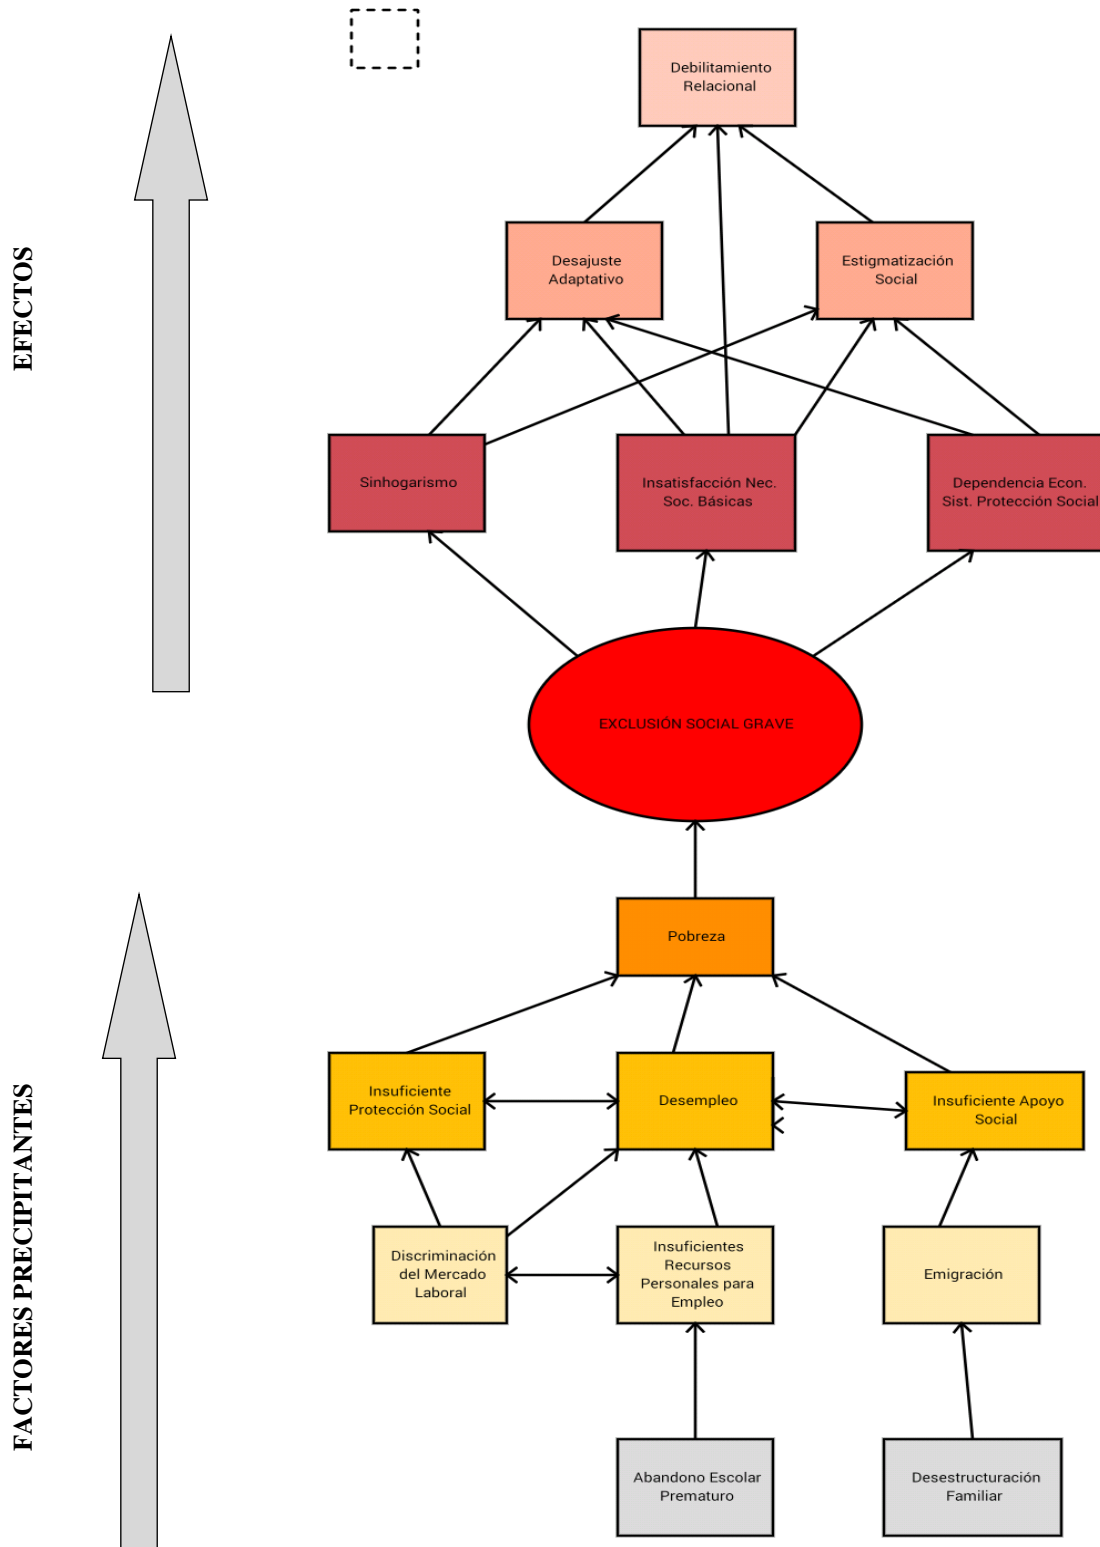 EFECTOS
Debilitamiento
Relacional
Desajuste
Adaptativo
Estigmatización
Social
Sinhogarismo
Insatisfacción Nec.
Soc. Básicas
Dependencia Econ.
Sist. Protección Social
EXCLUSIÓN SOCIAL GRAVE
FACTORES PRECIPITANTES
Pobreza
Insuficiente
Protección Social
Desempleo
Insuficiente Apoyo
Social
Discriminación
del Mercado
Laboral
Insuficientes
Recursos
Personales para
Empleo
Emigración
Abandono Escolar
Prematuro
Desestructuración
Familiar